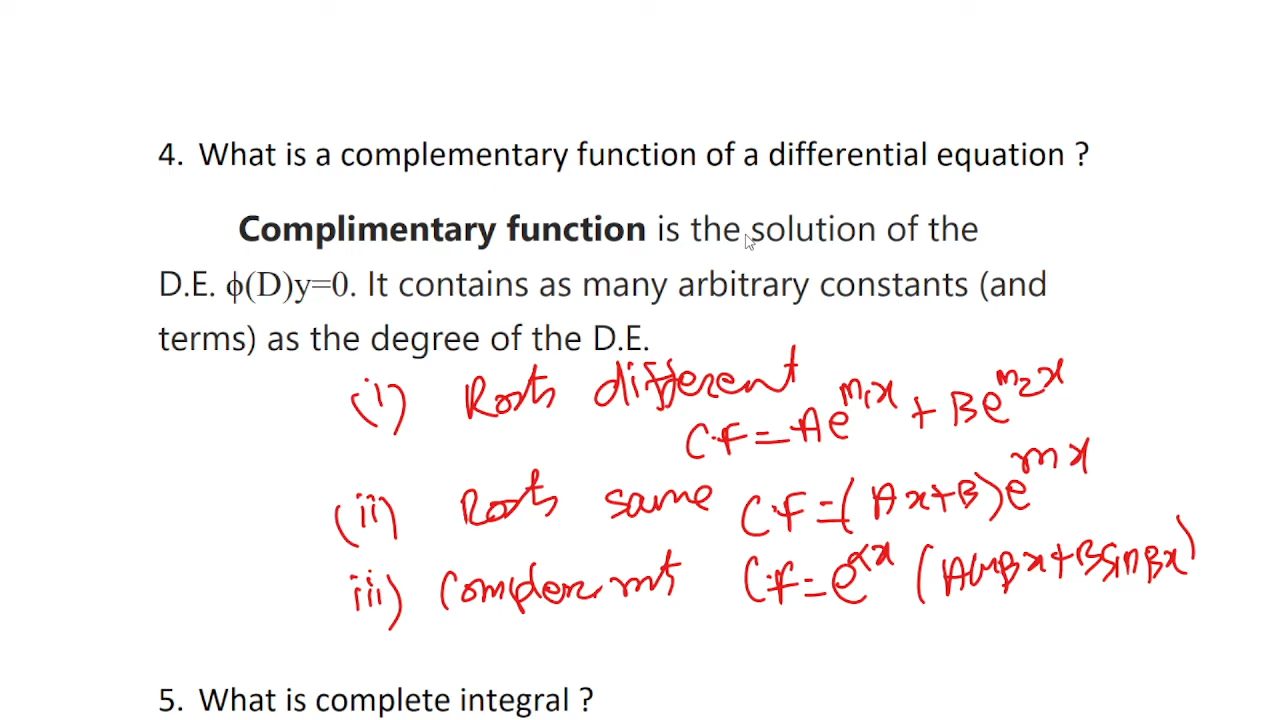 4. What is a complementary function of a differential equation ?
Complimentary function is the solution of the
D.E. ϕ(D)y=0. It contains as many arbitrary constants (and
terms) as the degree of the D.E.
(i) Roots different
C.F = Ae^{m₁x} + Be^{m₂x}
(ii) Roots same C.F = (Ax+B)e^{mx}
iii) Complex roots C.F = e^{αx} (A cos βx + B sin βx)
5. What is complete integral ?